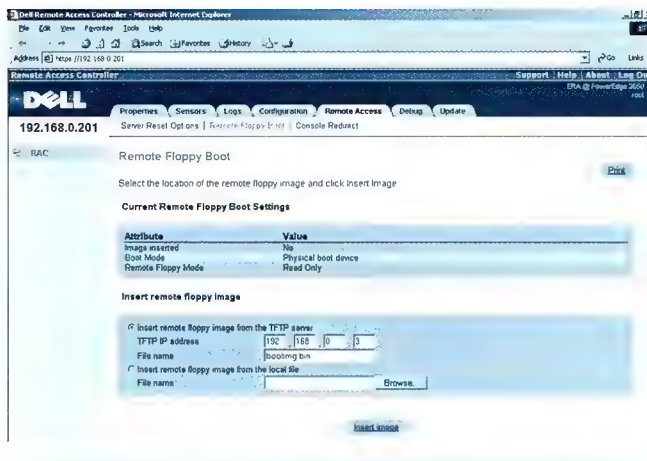 Dell Remote Access Controller - Microsoft Internet Explorer
File Edit View Favorites Tools Help
Search Favorites History
Address https //192 168 0 201 Go Links
Remote Access Controller Support Help About Log Ou
DELL ERA @ PowerEdge 2650
root
Properties Sensors Logs Configuration Remote Access Debug Update
192.168.0.201 Server Reset Options | Remote Floppy Boot | Console Redirect
RAC
Remote Floppy Boot
Print
Select the location of the remote floppy image and click Insert Image
Current Remote Floppy Boot Settings
Attribute Value
Image inserted No
Boot Mode Physical boot device
Remote Floppy Mode Read Only
Insert remote floppy image
Insert remote floppy image from the TFTP server
TFTP IP address 192 . 168 . 0 . 3
File name bootimg bin
Insert remote floppy image from the local file
File name Browse...
Insert image